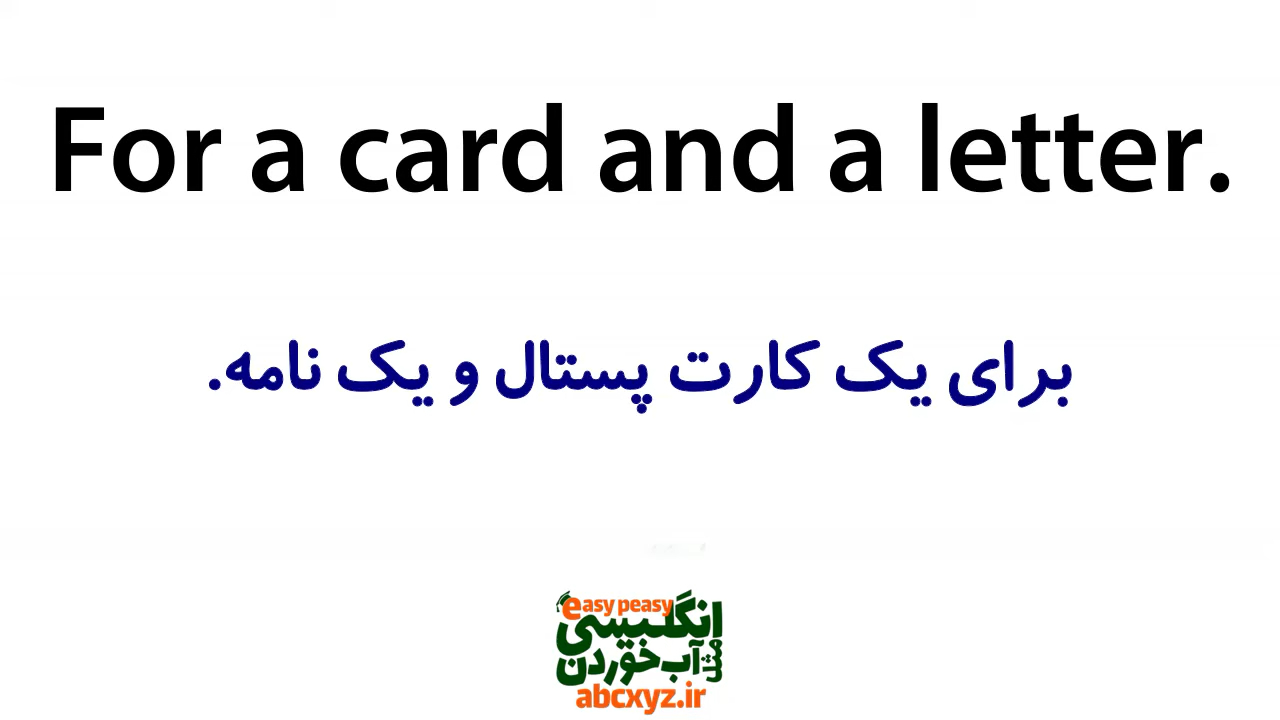 For a card and a letter.
برای یک کارت پستال و یک نامه.
easy peasy
انگلیسی
مثل آب خوردن
abcxyz.ir